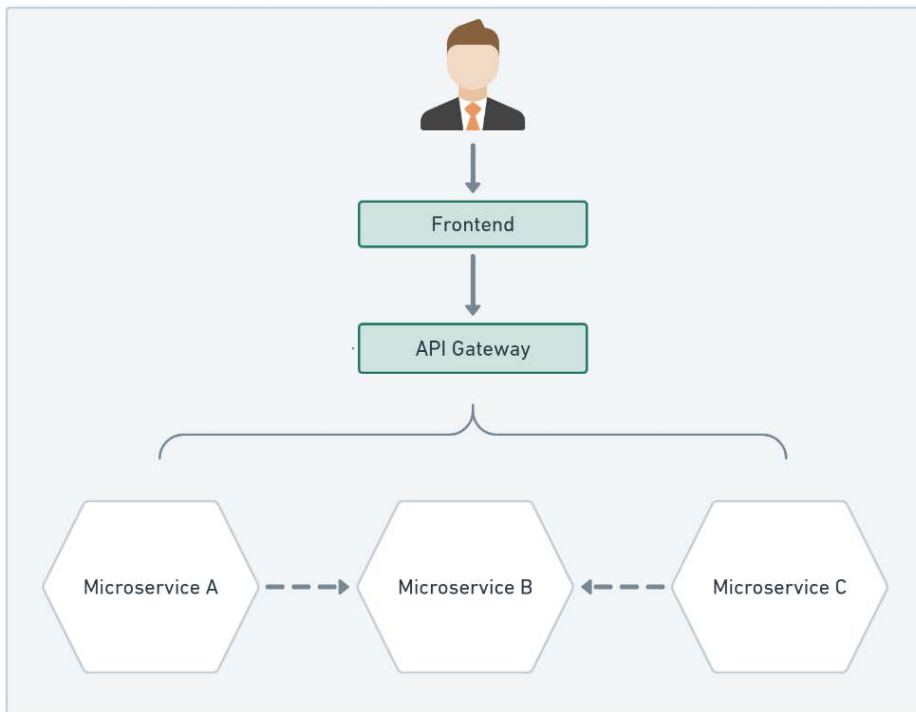 Frontend
API Gateway
Microservice A
Microservice B
Microservice C